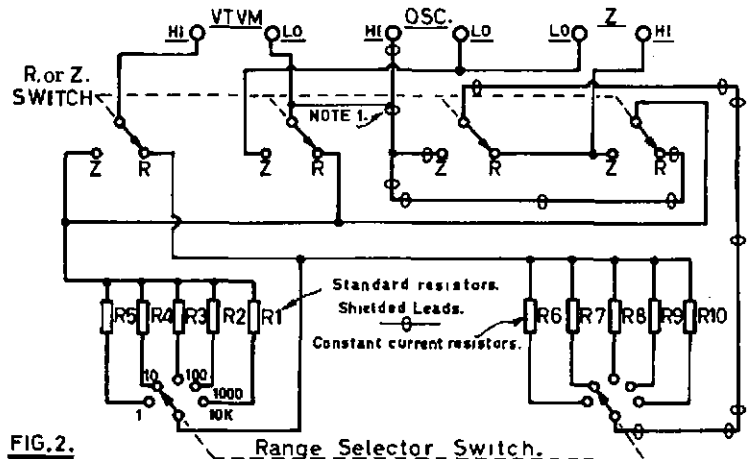 HI VTVM LO HI OSC. LO LO Z HI
R. or Z.
SWITCH
NOTE 1.
Z R Z R Z R Z R
Standard resistors.
R5 R4 R3 R2 R1 Shielded Leads. R6 R7 R8 R9 R10
Constant current resistors.
10 100
1000
1 10K
FIG.2. Range Selector Switch.